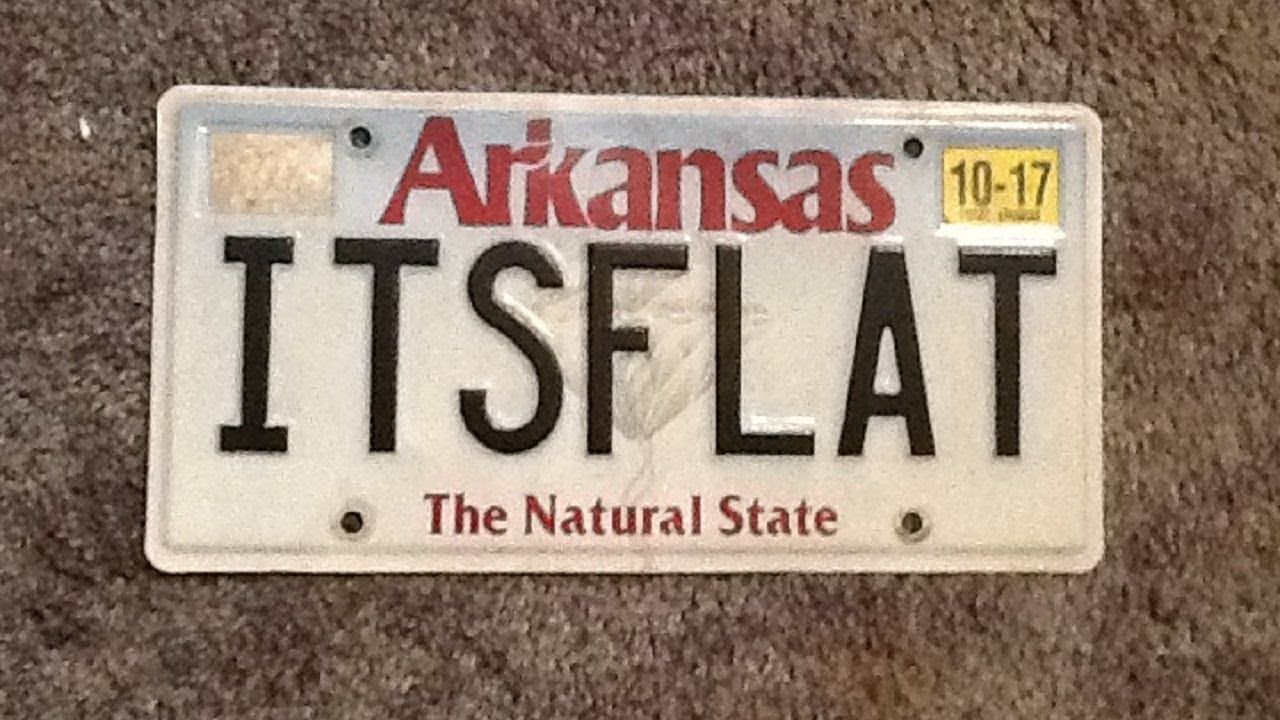 Arkansas
10-17
ITSFLAT
The Natural State